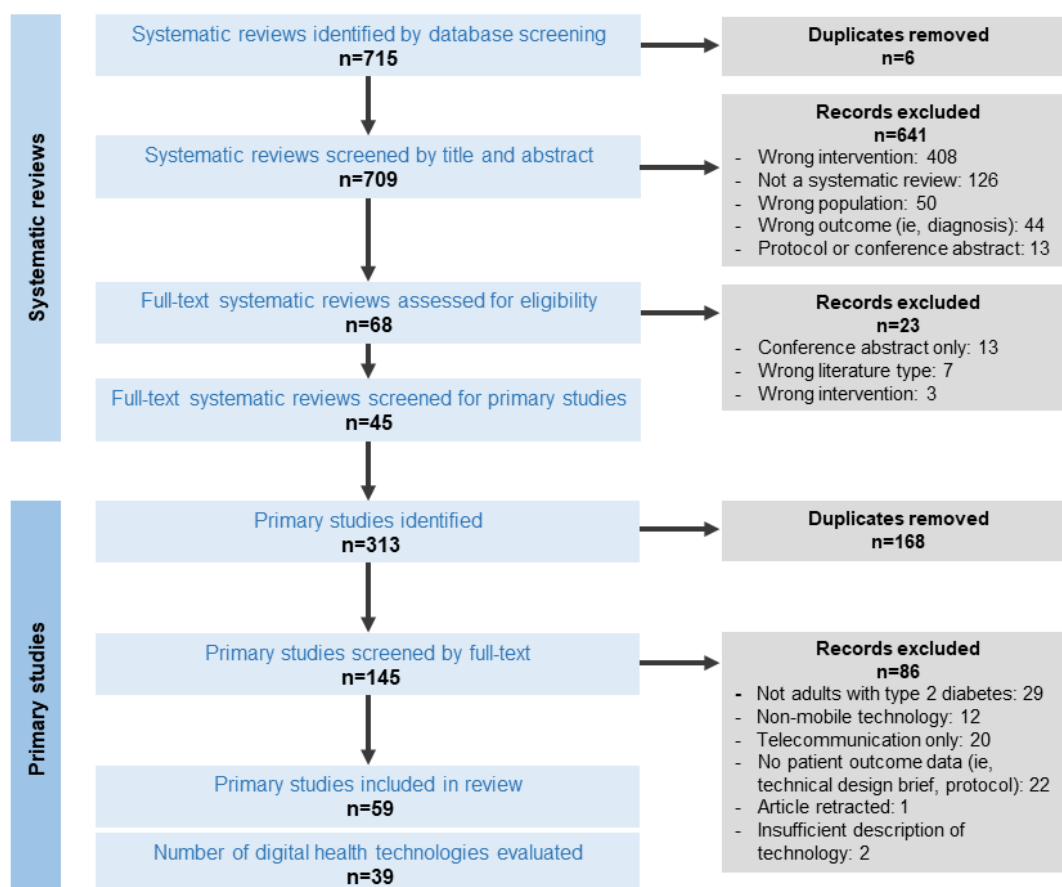 Systematic reviews
Systematic reviews identified by database screening
n=715
Duplicates removed
n=6
Systematic reviews screened by title and abstract
n=709
Records excluded
n=641
- Wrong intervention: 408
- Not a systematic review: 126
- Wrong population: 50
- Wrong outcome (ie, diagnosis): 44
- Protocol or conference abstract: 13
Full-text systematic reviews assessed for eligibility
n=68
Records excluded
n=23
- Conference abstract only: 13
- Wrong literature type: 7
- Wrong intervention: 3
Full-text systematic reviews screened for primary studies
n=45
Primary studies
Primary studies identified
n=313
Duplicates removed
n=168
Primary studies screened by full-text
n=145
Records excluded
n=86
- Not adults with type 2 diabetes: 29
- Non-mobile technology: 12
- Telecommunication only: 20
- No patient outcome data (ie,
technical design brief, protocol): 22
- Article retracted: 1
- Insufficient description of
technology: 2
Primary studies included in review
n=59
Number of digital health technologies evaluated
n=39